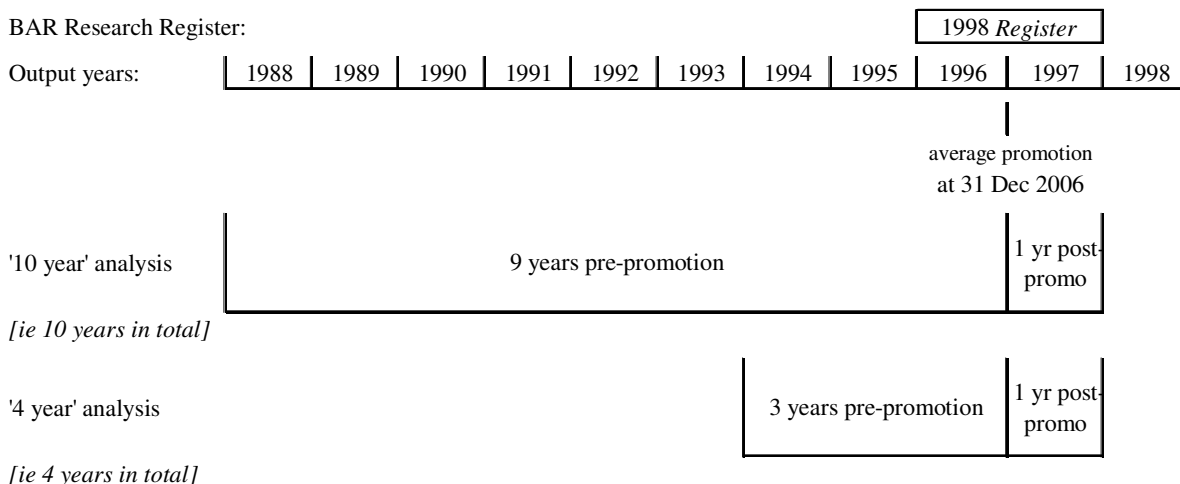 BAR Research Register: 1998 Register
Output years: 1988 1989 1990 1991 1992 1993 1994 1995 1996 1997 1998
average promotion
at 31 Dec 2006
'10 year' analysis 9 years pre-promotion 1 yr post-
promo
[ie 10 years in total]
'4 year' analysis 3 years pre-promotion 1 yr post-
promo
[ie 4 years in total]